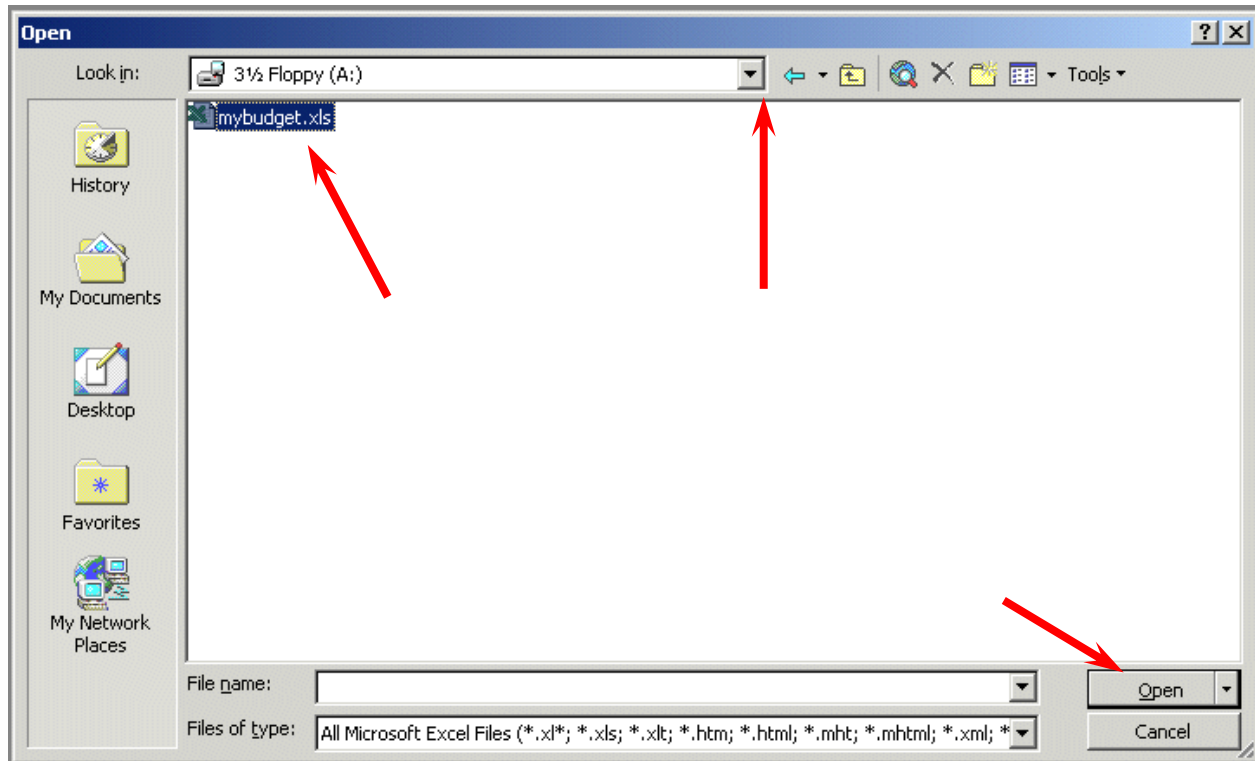 Open
Look in: 3½ Floppy (A:) Tools
mybudget.xls
History
My Documents
Desktop
Favorites
My Network
Places
File name: Open
Files of type: All Microsoft Excel Files (*.xl*; *.xls; *.xlt; *.htm; *.html; *.mht; *.mhtml; *.xml; * Cancel